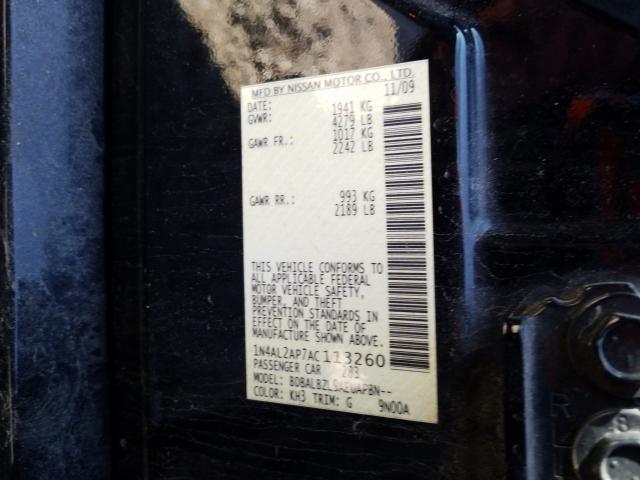 MFD BY NISSAN MOTOR CO., LTD.
DATE: 11/09
GVWR: 1941 KG
4279 LB
GAWR FR.: 1017 KG
2242 LB
GAWR RR.: 993 KG
2189 LB
THIS VEHICLE CONFORMS TO
ALL APPLICABLE FEDERAL
MOTOR VEHICLE SAFETY,
BUMPER, AND THEFT
PREVENTION STANDARDS IN
EFFECT ON THE DATE OF
MANUFACTURE SHOWN ABOVE.
1N4AL2AP7AC113260
PASSENGER CAR
MODEL:
COLOR: KH3 TRIM: G 9N00A
R
8